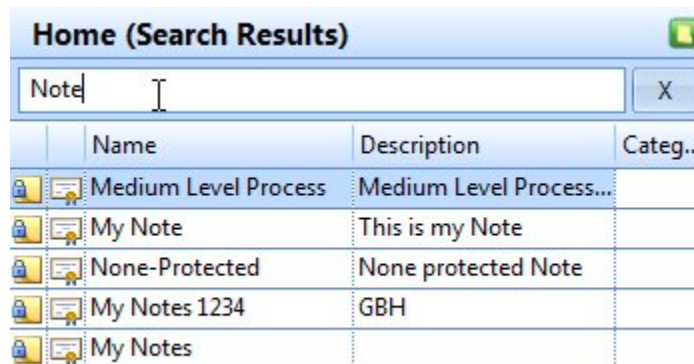 Home (Search Results)
Note
X
Name Description Categ..
Medium Level Process Medium Level Process...
My Note This is my Note
None-Protected None protected Note
My Notes 1234 GBH
My Notes